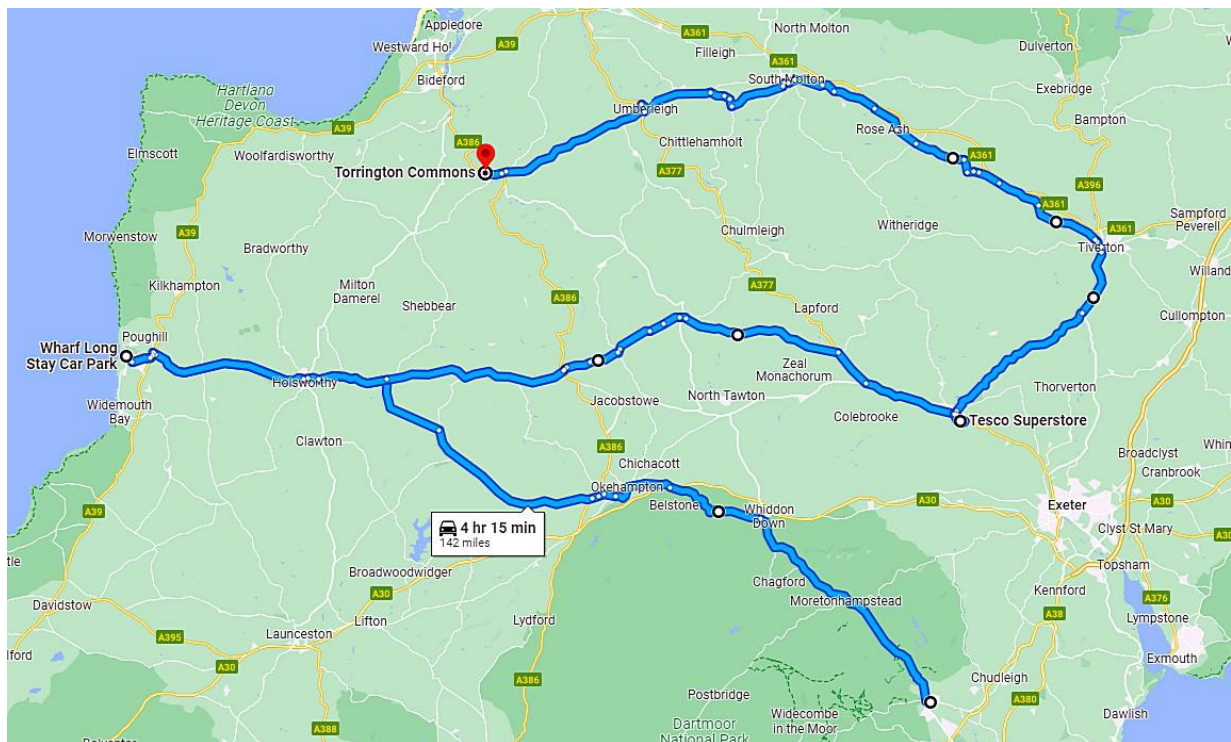 Appledore
Westward Ho!
A39
Bideford
A361
Filleigh
North Molton
A361
South Molton
Dulverton
Exebridge
Bampton
Hartland
Devon
Heritage Coast
A39
Umberleigh
Rose Ash
Chittlehamholt
Elmscott
Woolfardisworthy
A386
Torrington Commons
A377
A361
A396
Sampford
Peverell
A361
A361
Tiverton
Witheridge
Chulmleigh
Morwenstow
A39
Bradworthy
Willand
Kilkhampton
Milton
Damerel
Shebbear
A386
A377
Lapford
Cullompton
Poughill
Wharf Long
Stay Car Park
Zeal
Monachorum
Holsworthy
Thorverton
Widemouth
Bay
Jacobstowe
North Tawton
Colebrooke
Tesco Superstore
Clawton
A386
Broadclyst
Cranbrook
Chichacott
Okehampton
Belstone
A30
A30
Exeter
Whiddon
Down
Clyst St Mary
A30
A39
4 hr 15 min
142 miles
Topsham
Broadwoodwidger
Chagford
Kennford
A376
A30
Moretonhampstead
A38
Lympstone
Davidstow
Lifton
Lydford
Launceston
A395
Exmouth
A30
A386
Chudleigh
Postbridge
A380
Widecombe
in the Moor
Dawlish
Dartmoor
National Park
A388